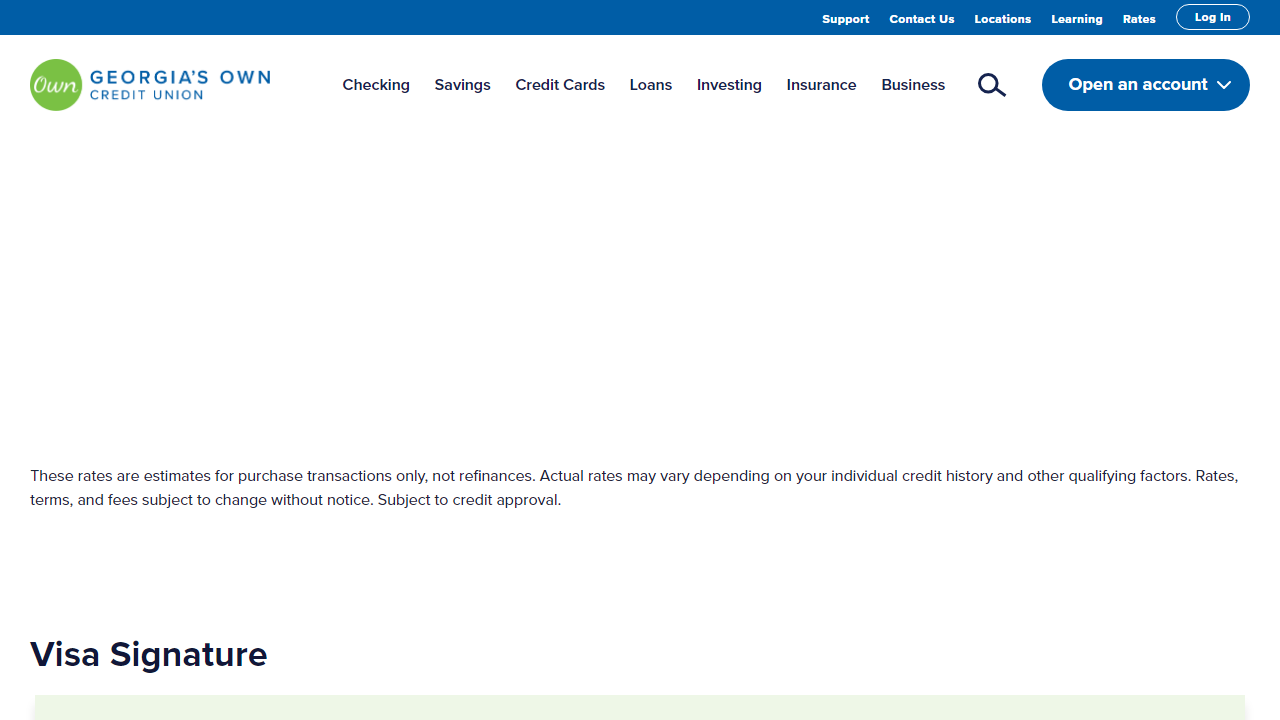 Support Contact Us Locations Learning Rates Log In
Own GEORGIA'S OWN
CREDIT UNION
Checking Savings Credit Cards Loans Investing Insurance Business Open an account
These rates are estimates for purchase transactions only, not refinances. Actual rates may vary depending on your individual credit history and other qualifying factors. Rates,
terms, and fees subject to change without notice. Subject to credit approval.
Visa Signature